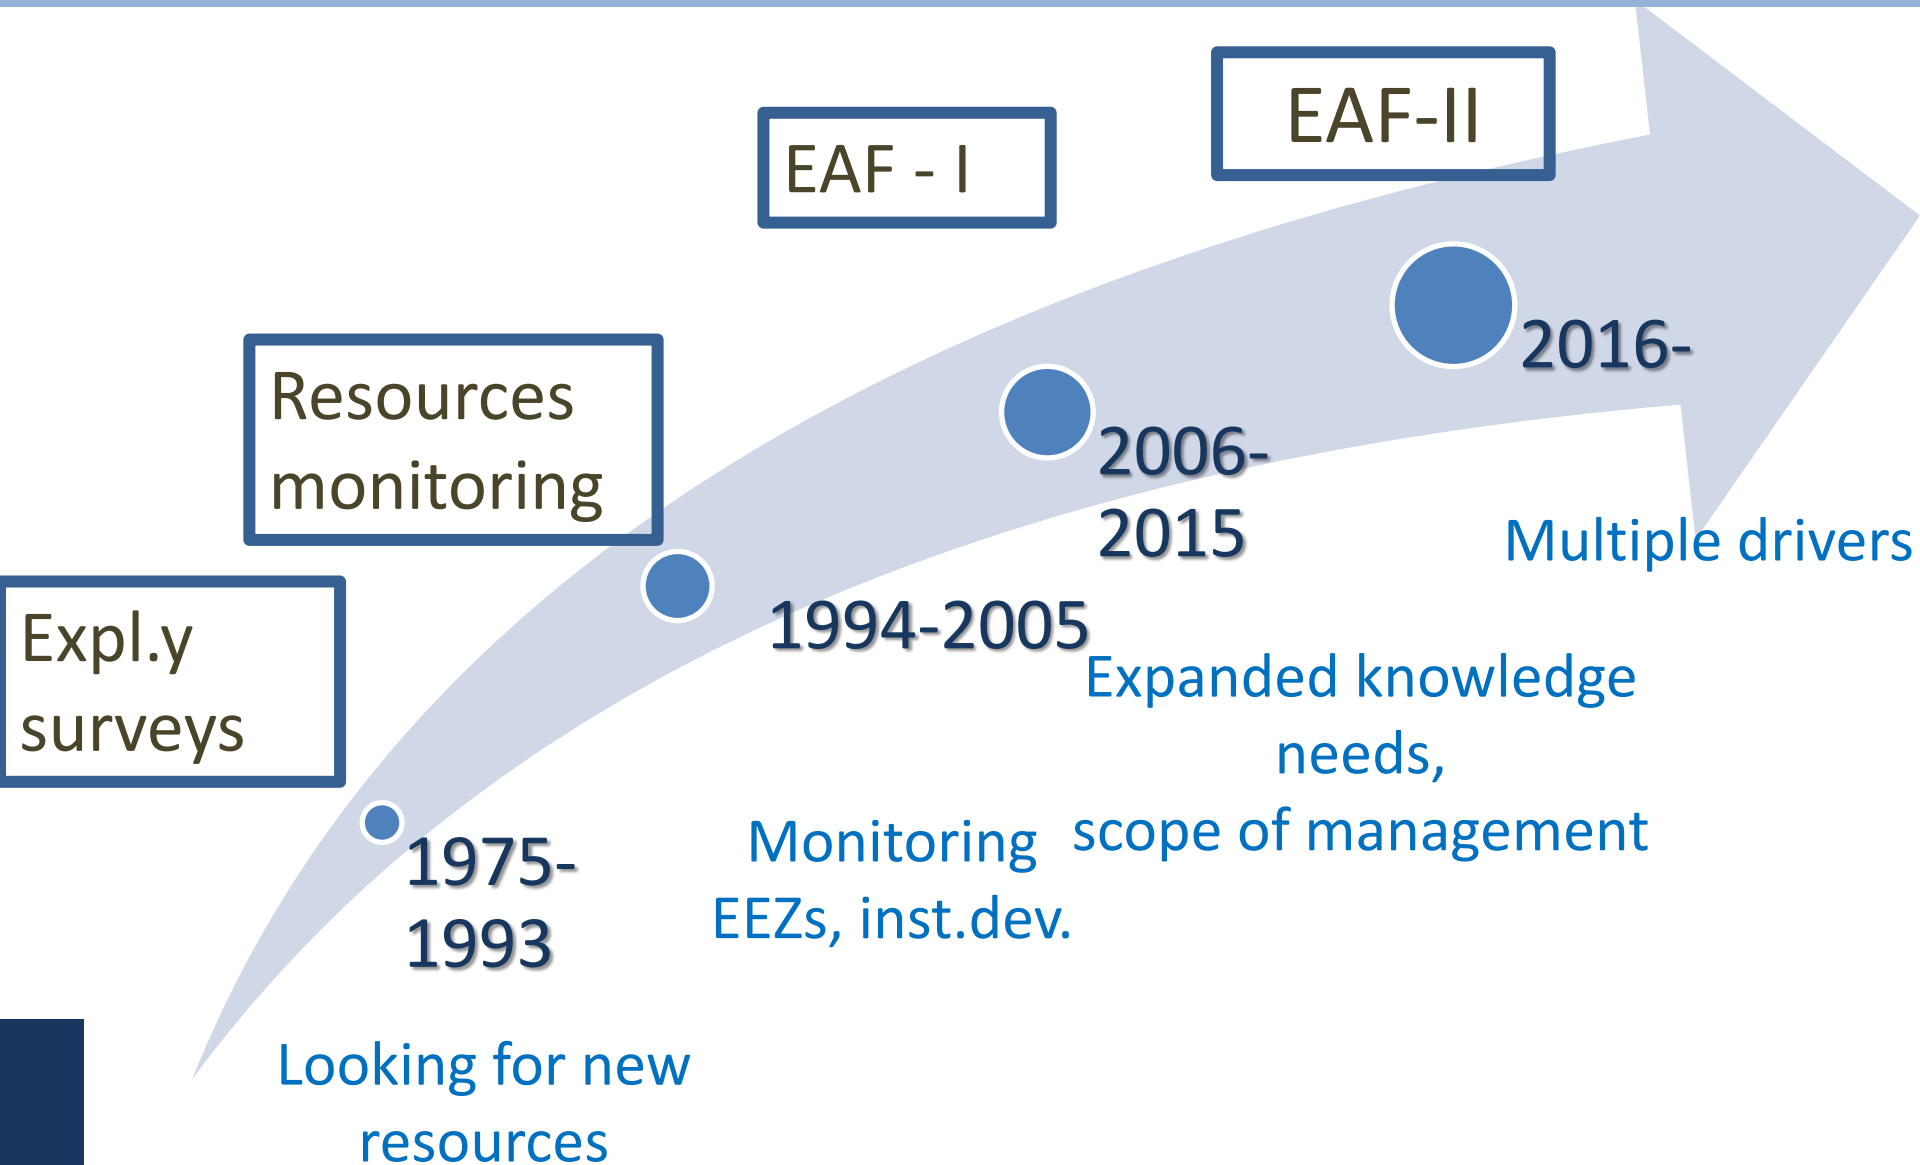 Expl.y
surveys
1975-
1993
Looking for new
resources
Resources
monitoring
1994-2005
Monitoring
EEZs, inst.dev.
EAF - I
2006-
2015
Expanded knowledge
needs,
scope of management
EAF-II
2016-
Multiple drivers